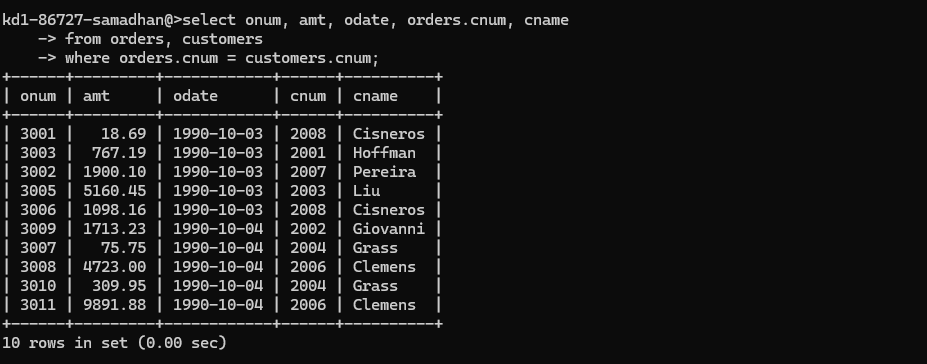 kd1-86727-samadhan@>select onum, amt, odate, orders.cnum, cname
    -> from orders, customers
    -> where orders.cnum = customers.cnum;
+------+---------+------------+------+----------+
| onum | amt     | odate      | cnum | cname    |
+------+---------+------------+------+----------+
| 3001 |   18.69 | 1990-10-03 | 2008 | Cisneros |
| 3003 |  767.19 | 1990-10-03 | 2001 | Hoffman  |
| 3002 | 1900.10 | 1990-10-03 | 2007 | Pereira  |
| 3005 | 5160.45 | 1990-10-03 | 2003 | Liu      |
| 3006 | 1098.16 | 1990-10-03 | 2008 | Cisneros |
| 3009 | 1713.23 | 1990-10-04 | 2002 | Giovanni |
| 3007 |   75.75 | 1990-10-04 | 2004 | Grass    |
| 3008 | 4723.00 | 1990-10-04 | 2006 | Clemens  |
| 3010 |  309.95 | 1990-10-04 | 2004 | Grass    |
| 3011 | 9891.88 | 1990-10-04 | 2006 | Clemens  |
+------+---------+------------+------+----------+
10 rows in set (0.00 sec)